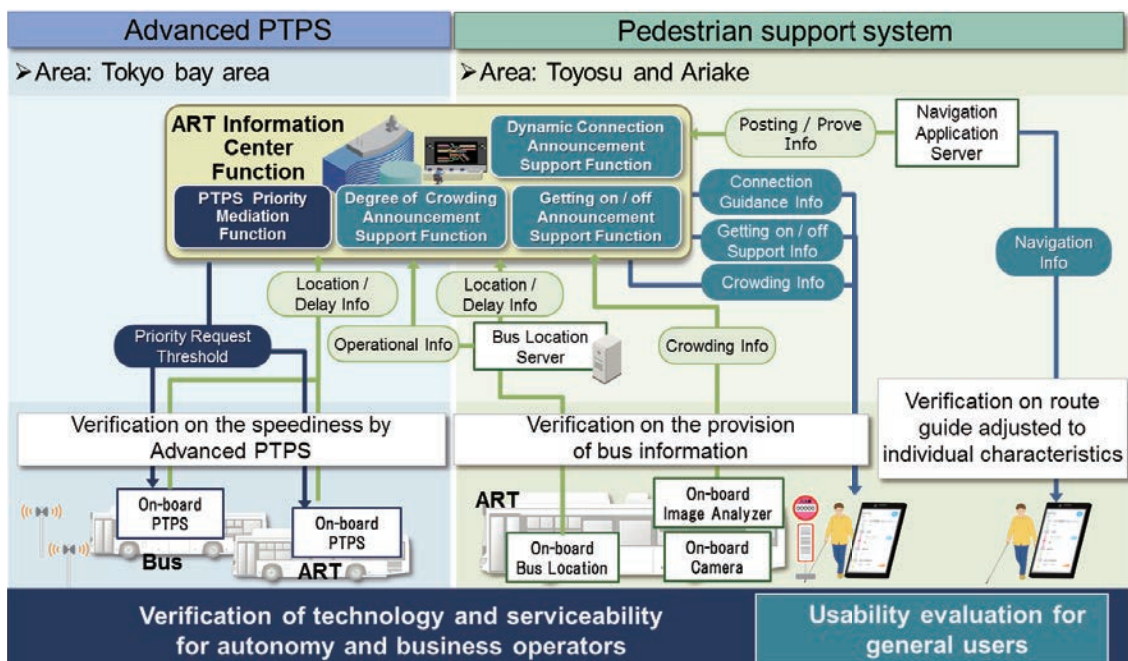 Advanced PTPS
Pedestrian support system
➢Area: Tokyo bay area
➢Area: Toyosu and Ariake
ART Information
Center
Function
Dynamic Connection
Announcement
Support Function
PTPS Priority
Mediation
Function
Degree of Crowding
Announcement
Support Function
Getting on / off
Announcement
Support Function
Posting / Prove
Info
Navigation
Application
Server
Connection
Guidance Info
Getting on / off
Support Info
Crowding Info
Navigation
Info
Location /
Delay Info
Location /
Delay Info
Priority Request
Threshold
Operational Info
Bus Location
Server
Crowding Info
Verification on the speediness by
Advanced PTPS
Verification on the provision
of bus information
Verification on route
guide adjusted to
individual characteristics
On-board
PTPS
Bus
On-board
PTPS
ART
ART
On-board
Bus Location
On-board
Image Analyzer
On-board
Camera
Verification of technology and serviceability
for autonomy and business operators
Usability evaluation for
general users